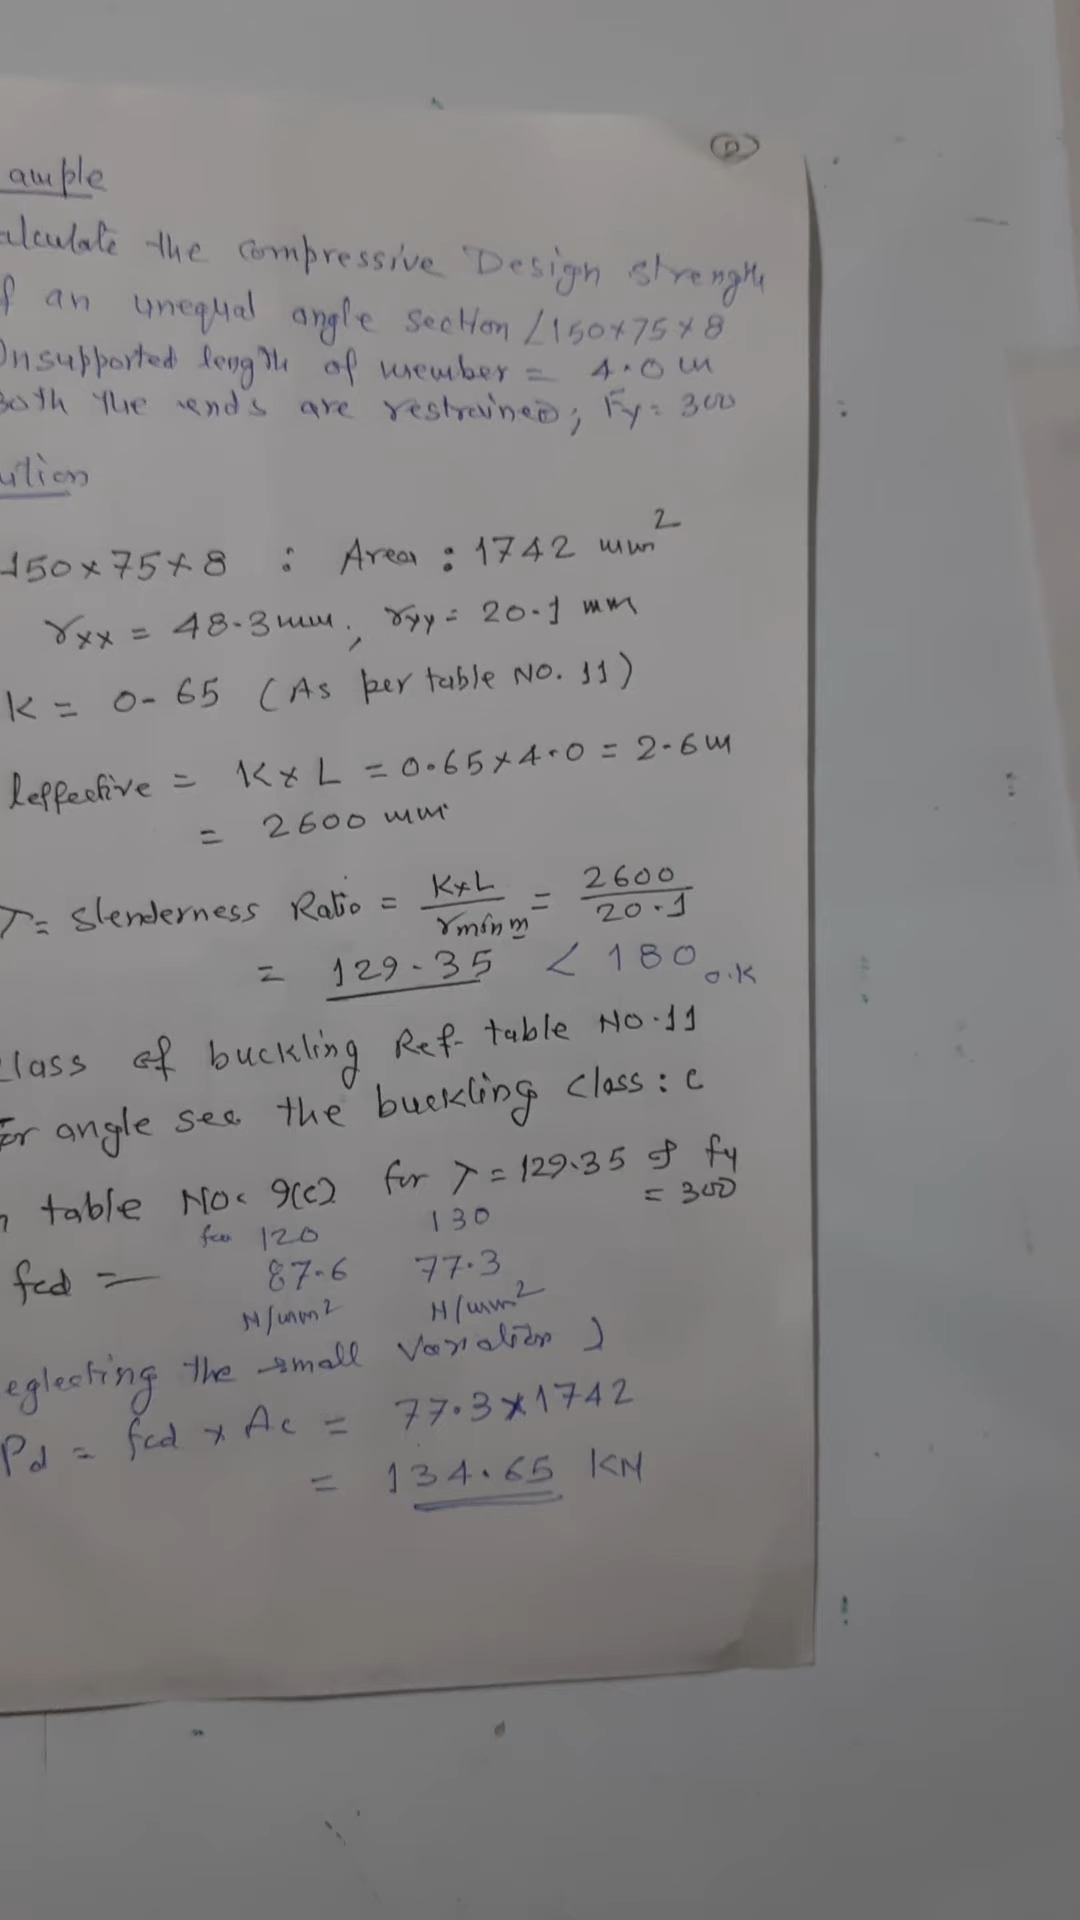 ②
ample
alculate the compressive Design strength
f an unequal angle section ∠150×75×8
Unsupported length of member = 4.0 m
Both the ends are restrained; Fy = 300
ution
150×75×8 : Area : 1742 mm²
rxx = 48.3 mm, ryy = 20.1 mm
K = 0.65 (As per table NO. 11)
leffective = K×L = 0.65×4.0 = 2.6 m
= 2600 mm
λ = Slenderness Ratio = K×L / rminm = 2600 / 20.1
= 129.35 < 180 O.K
Class of buckling Ref. table NO.11
For angle see the buckling class : c
n table NO. 9(c) for λ = 129.35 & fy = 300
for 120 130
fcd = 87.6 77.3
N/mm² N/mm²
eglecting the small variation )
Pd = fcd × Ac = 77.3×1742
= 134.65 KN